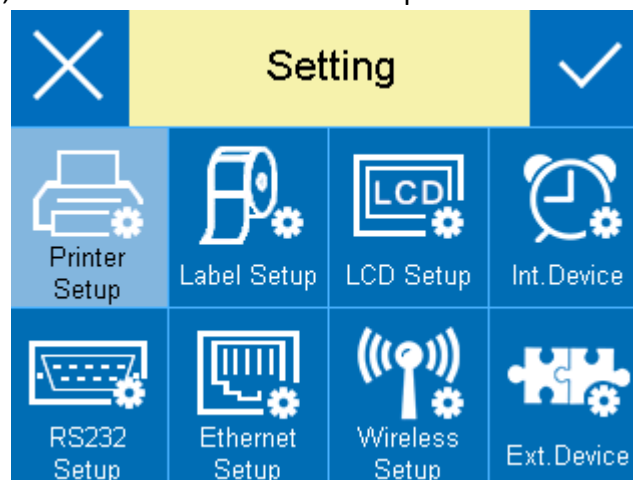 Setting
LCD
Printer
Setup
Label Setup
LCD Setup
Int.Device
RS232
Setup
Ethernet
Setup
Wireless
Setup
Ext.Device